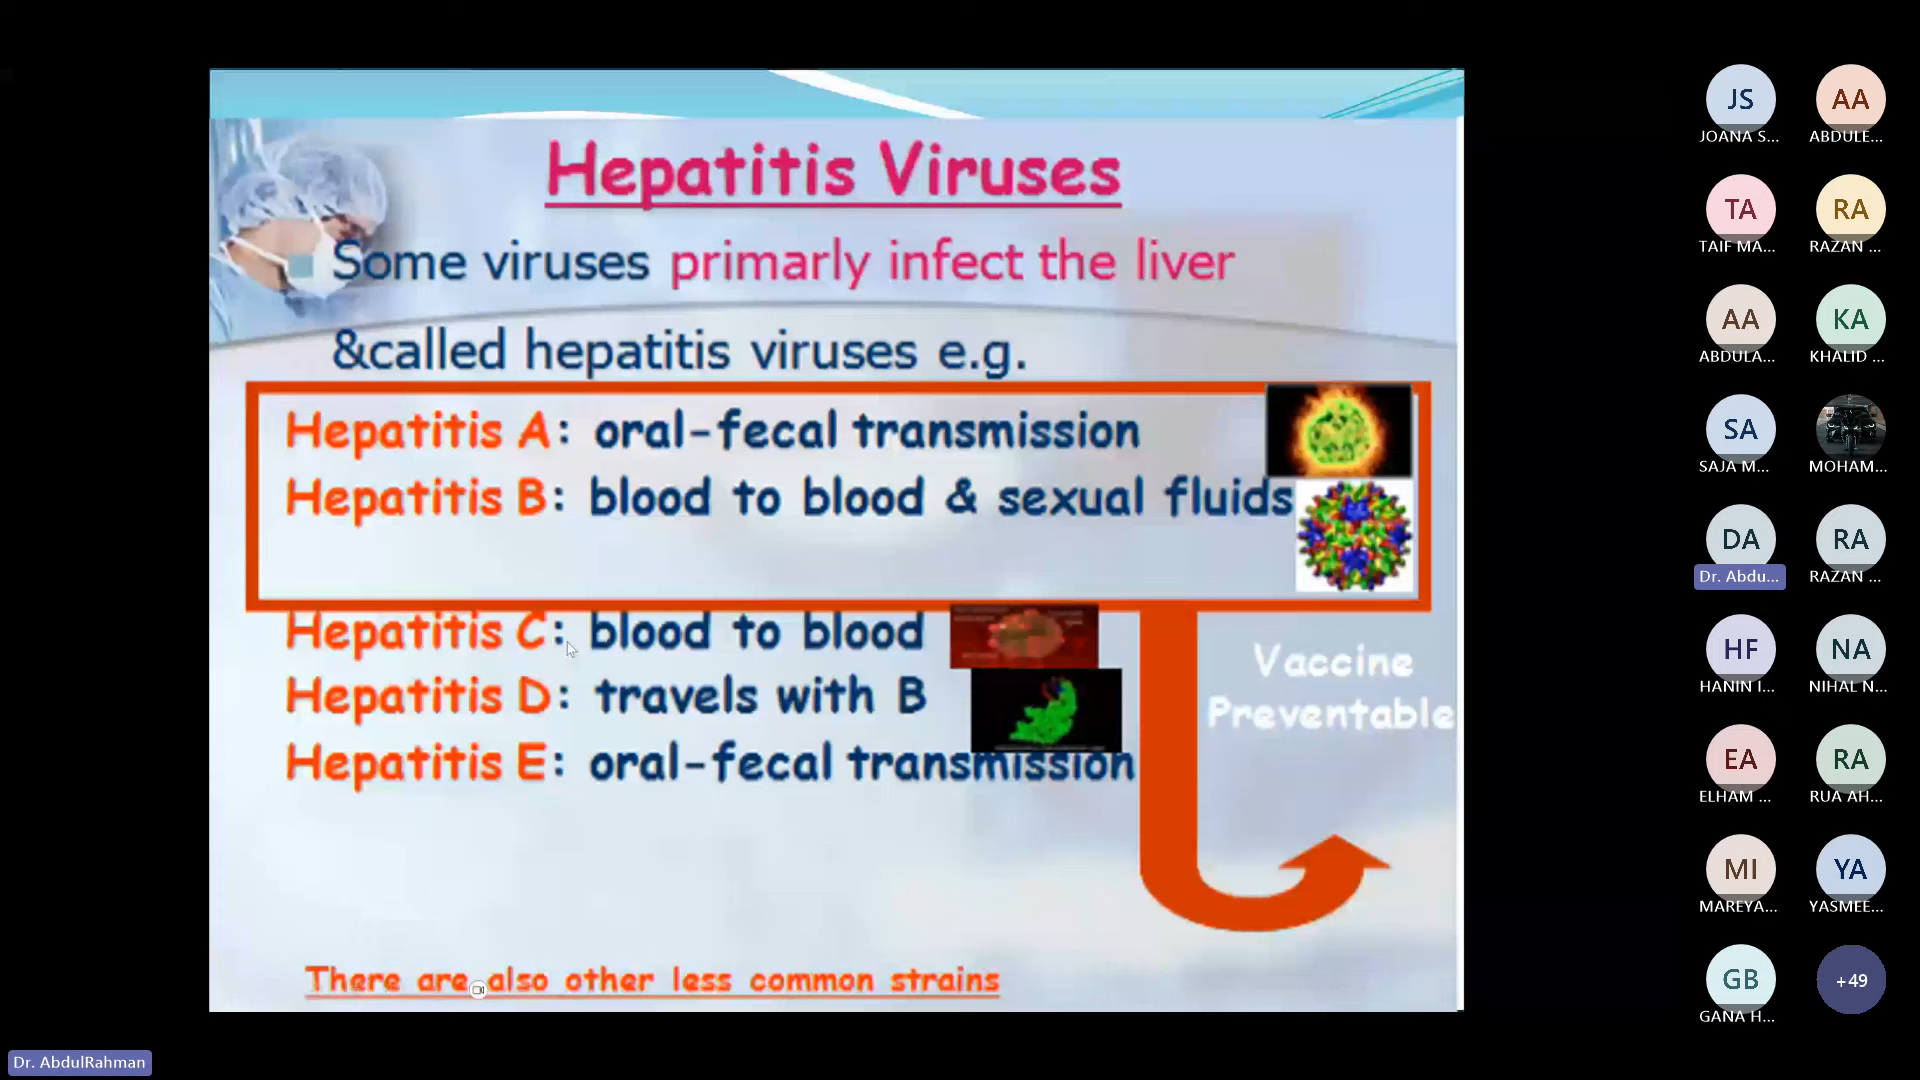 Hepatitis Viruses
Some viruses primarly infect the liver
&called hepatitis viruses e.g.
Hepatitis A: oral-fecal transmission
Hepatitis B: blood to blood & sexual fluids
Hepatitis C: blood to blood
Hepatitis D: travels with B
Hepatitis E: oral-fecal transmission
Vaccine
Preventable
There are also other less common strains
JS
JOANA S...
AA
ABDULE...
TA
TAIF MA...
RA
RAZAN ...
AA
ABDULA...
KA
KHALID ...
SA
SAJA M...
MOHAM...
DA
Dr. Abdu...
RA
RAZAN ...
HF
HANIN I...
NA
NIHAL N...
EA
ELHAM ...
RA
RUA AH...
MI
MAREYA...
YA
YASMEE...
GB
GANA H...
+49
Dr. AbdulRahman